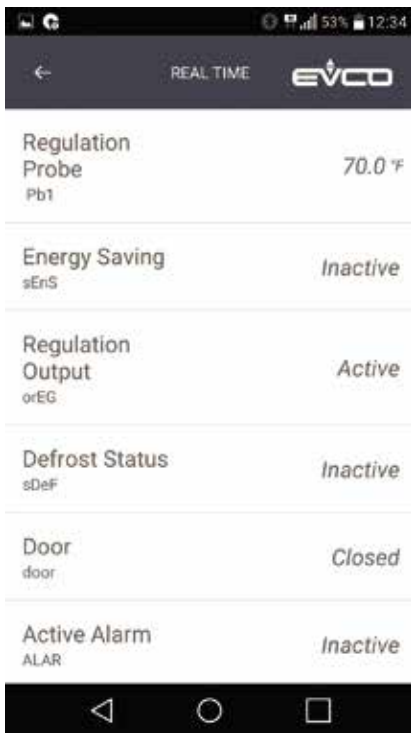 53% 12:34
REAL TIME EVCO
Regulation
Probe
Pb1
70.0 °F
Energy Saving
sEnS
Inactive
Regulation
Output
orEG
Active
Defrost Status
sDeF
Inactive
Door
door
Closed
Active Alarm
ALAR
Inactive